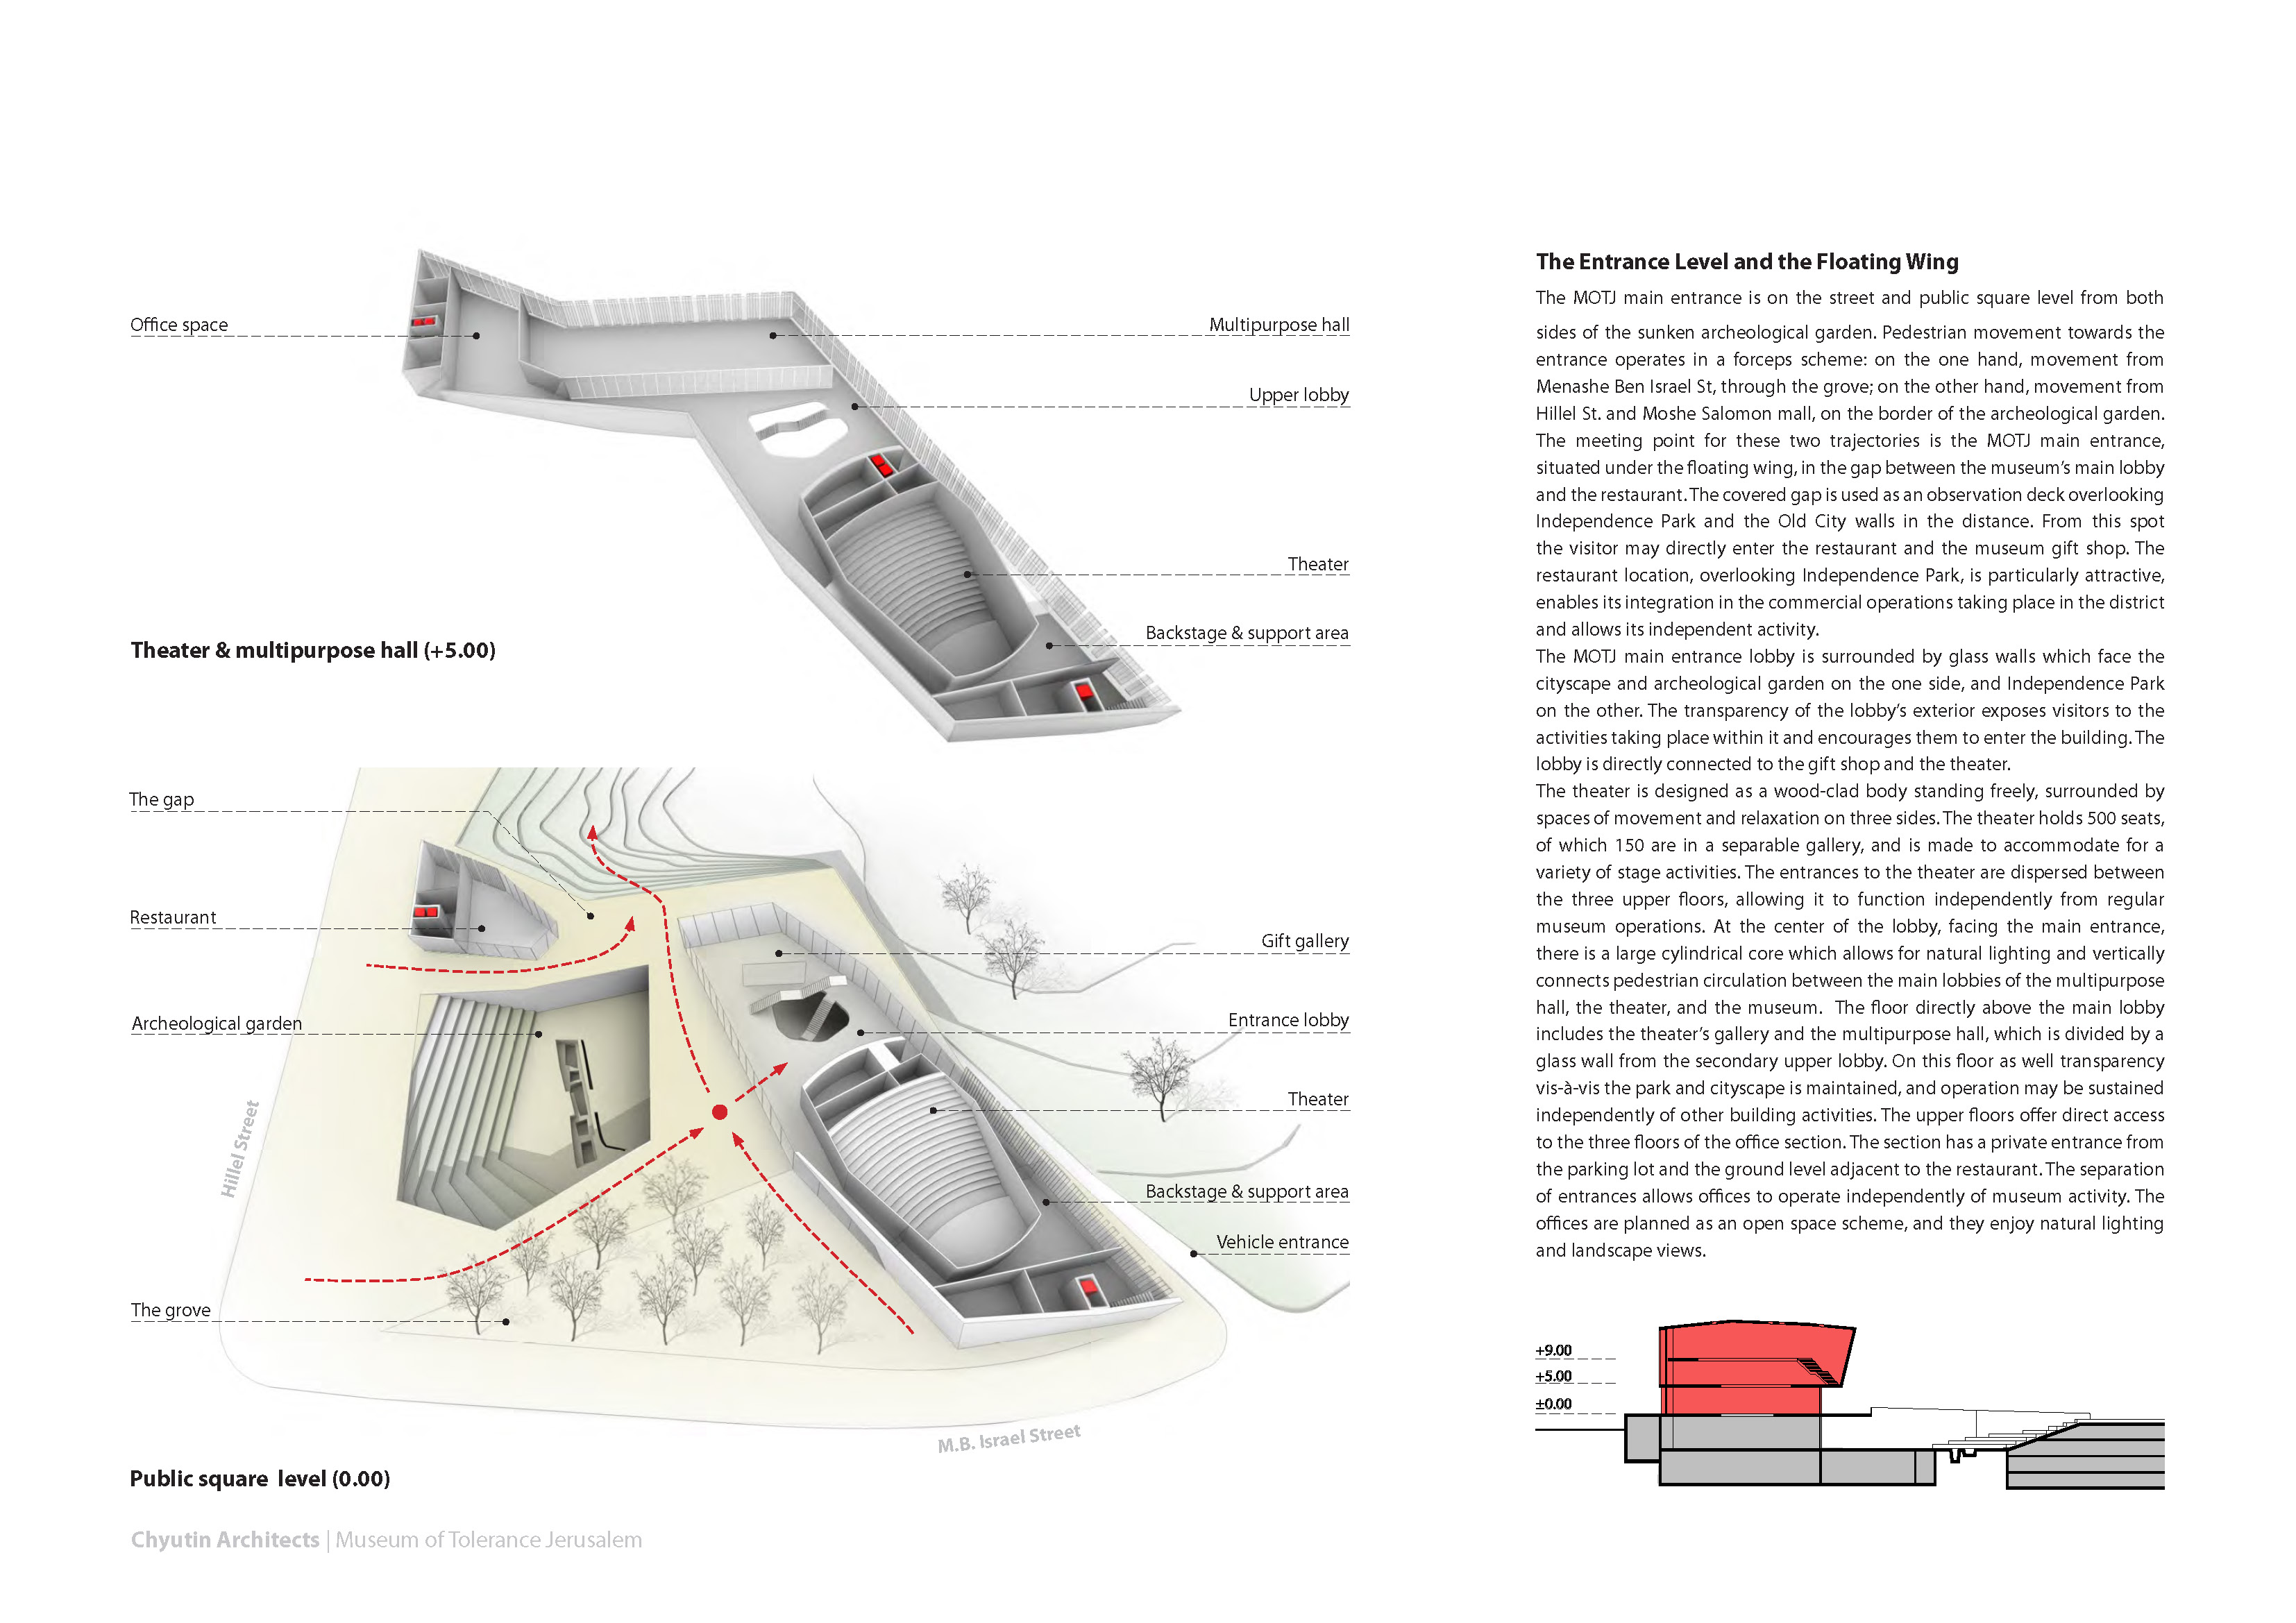 Office space
Multipurpose hall
Upper lobby
Theater
Backstage & support area
Theater & multipurpose hall (+5.00)
The gap
Restaurant
Archeological garden
The grove
Gift gallery
Entrance lobby
Theater
Backstage & support area
Vehicle entrance
Hillel Street
M.B. Israel Street
Public square level (0.00)
Chyutin Architects | Museum of Tolerance Jerusalem
The Entrance Level and the Floating Wing
The MOTJ main entrance is on the street and public square level from both
sides of the sunken archeological garden. Pedestrian movement towards the
entrance operates in a forceps scheme: on the one hand, movement from
Menashe Ben Israel St, through the grove; on the other hand, movement from
Hillel St. and Moshe Salomon mall, on the border of the archeological garden.
The meeting point for these two trajectories is the MOTJ main entrance,
situated under the floating wing, in the gap between the museum's main lobby
and the restaurant. The covered gap is used as an observation deck overlooking
Independence Park and the Old City walls in the distance. From this spot
the visitor may directly enter the restaurant and the museum gift shop. The
restaurant location, overlooking Independence Park, is particularly attractive,
enables its integration in the commercial operations taking place in the district
and allows its independent activity.
The MOTJ main entrance lobby is surrounded by glass walls which face the
cityscape and archeological garden on the one side, and Independence Park
on the other. The transparency of the lobby's exterior exposes visitors to the
activities taking place within it and encourages them to enter the building. The
lobby is directly connected to the gift shop and the theater.
The theater is designed as a wood-clad body standing freely, surrounded by
spaces of movement and relaxation on three sides. The theater holds 500 seats,
of which 150 are in a separable gallery, and is made to accommodate for a
variety of stage activities. The entrances to the theater are dispersed between
the three upper floors, allowing it to function independently from regular
museum operations. At the center of the lobby, facing the main entrance,
there is a large cylindrical core which allows for natural lighting and vertically
connects pedestrian circulation between the main lobbies of the multipurpose
hall, the theater, and the museum. The floor directly above the main lobby
includes the theater's gallery and the multipurpose hall, which is divided by a
glass wall from the secondary upper lobby. On this floor as well transparency
vis-à-vis the park and cityscape is maintained, and operation may be sustained
independently of other building activities. The upper floors offer direct access
to the three floors of the office section. The section has a private entrance from
the parking lot and the ground level adjacent to the restaurant. The separation
of entrances allows offices to operate independently of museum activity. The
offices are planned as an open space scheme, and they enjoy natural lighting
and landscape views.
+9.00
+5.00
±0.00